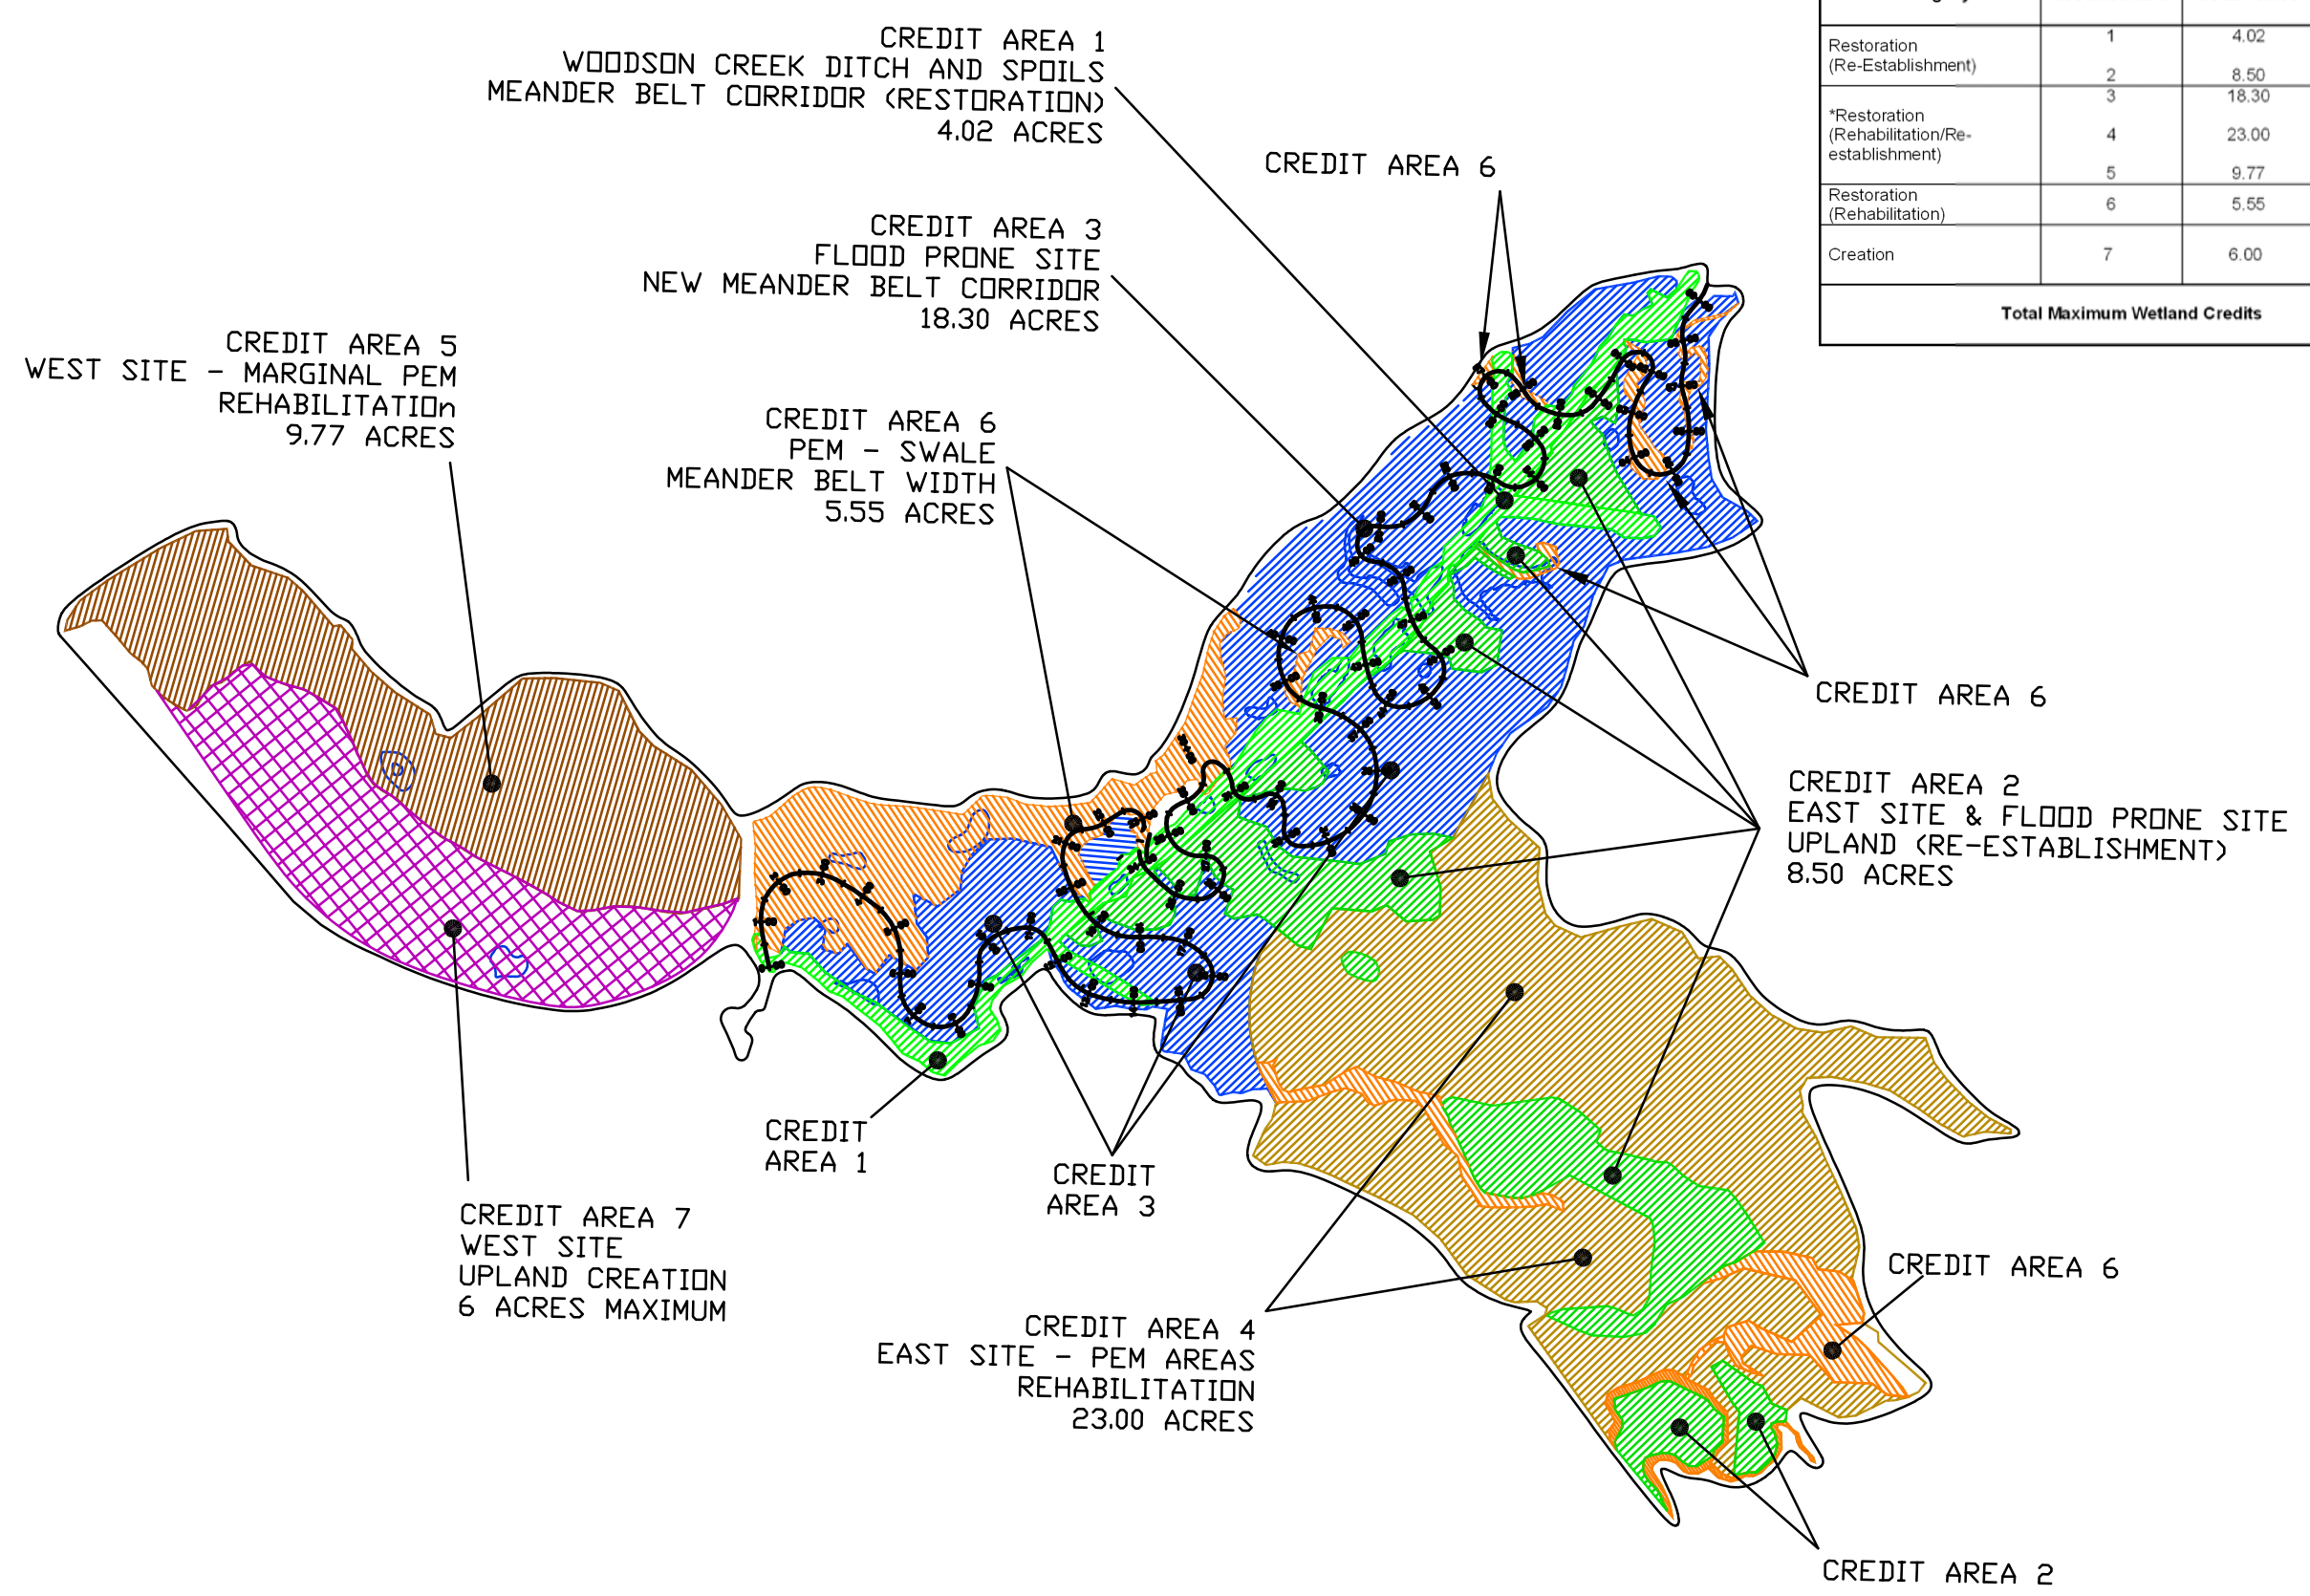 CREDIT AREA 1
WOODSON CREEK DITCH AND SPOILS
MEANDER BELT CORRIDOR (RESTORATION)
4.02 ACRES
CREDIT AREA 6
CREDIT AREA 3
FLOOD PRONE SITE
NEW MEANDER BELT CORRIDOR
18.30 ACRES
CREDIT AREA 5
WEST SITE - MARGINAL PEM
REHABILITATIOn
9.77 ACRES
CREDIT AREA 6
PEM - SWALE
MEANDER BELT WIDTH
5.55 ACRES
Restoration
(Re-Establishment)
1 4.02
2 8.50
*Restoration
(Rehabilitation/Re-
establishment)
3 18.30
4 23.00
5 9.77
Restoration
(Rehabilitation)
6 5.55
Creation 7 6.00
Total Maximum Wetland Credits
CREDIT AREA 6
CREDIT AREA 2
EAST SITE & FLOOD PRONE SITE
UPLAND (RE-ESTABLISHMENT)
8.50 ACRES
CREDIT
AREA 1
CREDIT
AREA 3
CREDIT AREA 7
WEST SITE
UPLAND CREATION
6 ACRES MAXIMUM
CREDIT AREA 4
EAST SITE - PEM AREAS
REHABILITATION
23.00 ACRES
CREDIT AREA 6
CREDIT AREA 2